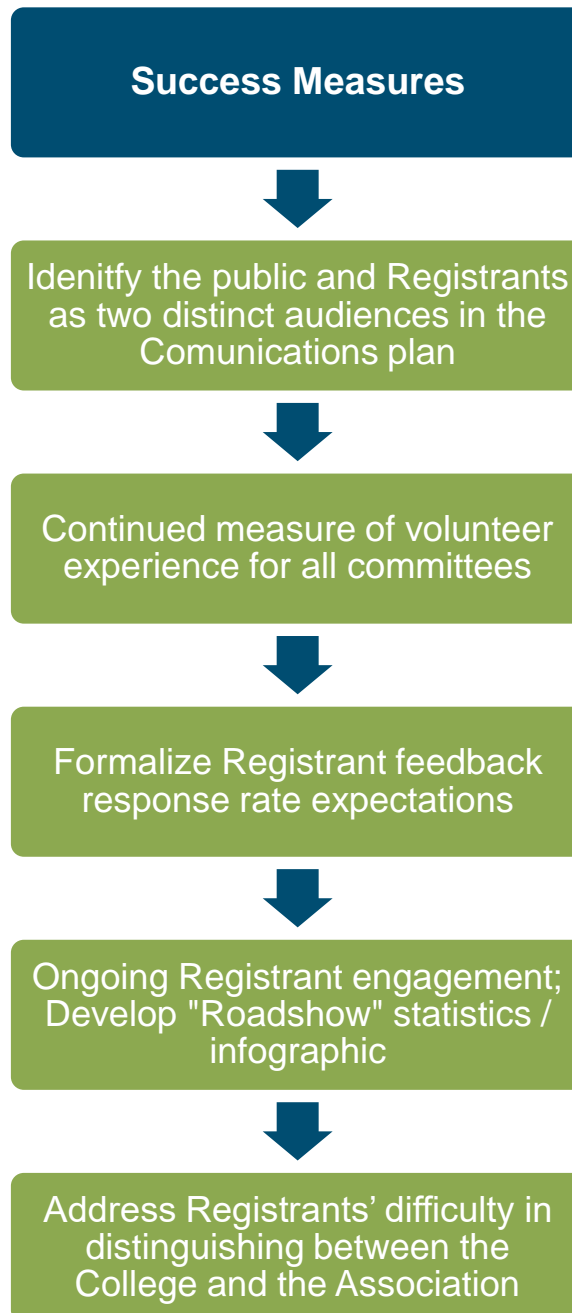 Success Measures
Idenitfy the public and Registrants
as two distinct audiences in the
Comunications plan
Continued measure of volunteer
experience for all committees
Formalize Registrant feedback
response rate expectations
Ongoing Registrant engagement;
Develop "Roadshow" statistics /
infographic
Address Registrants’ difficulty in
distinguishing between the
College and the Association